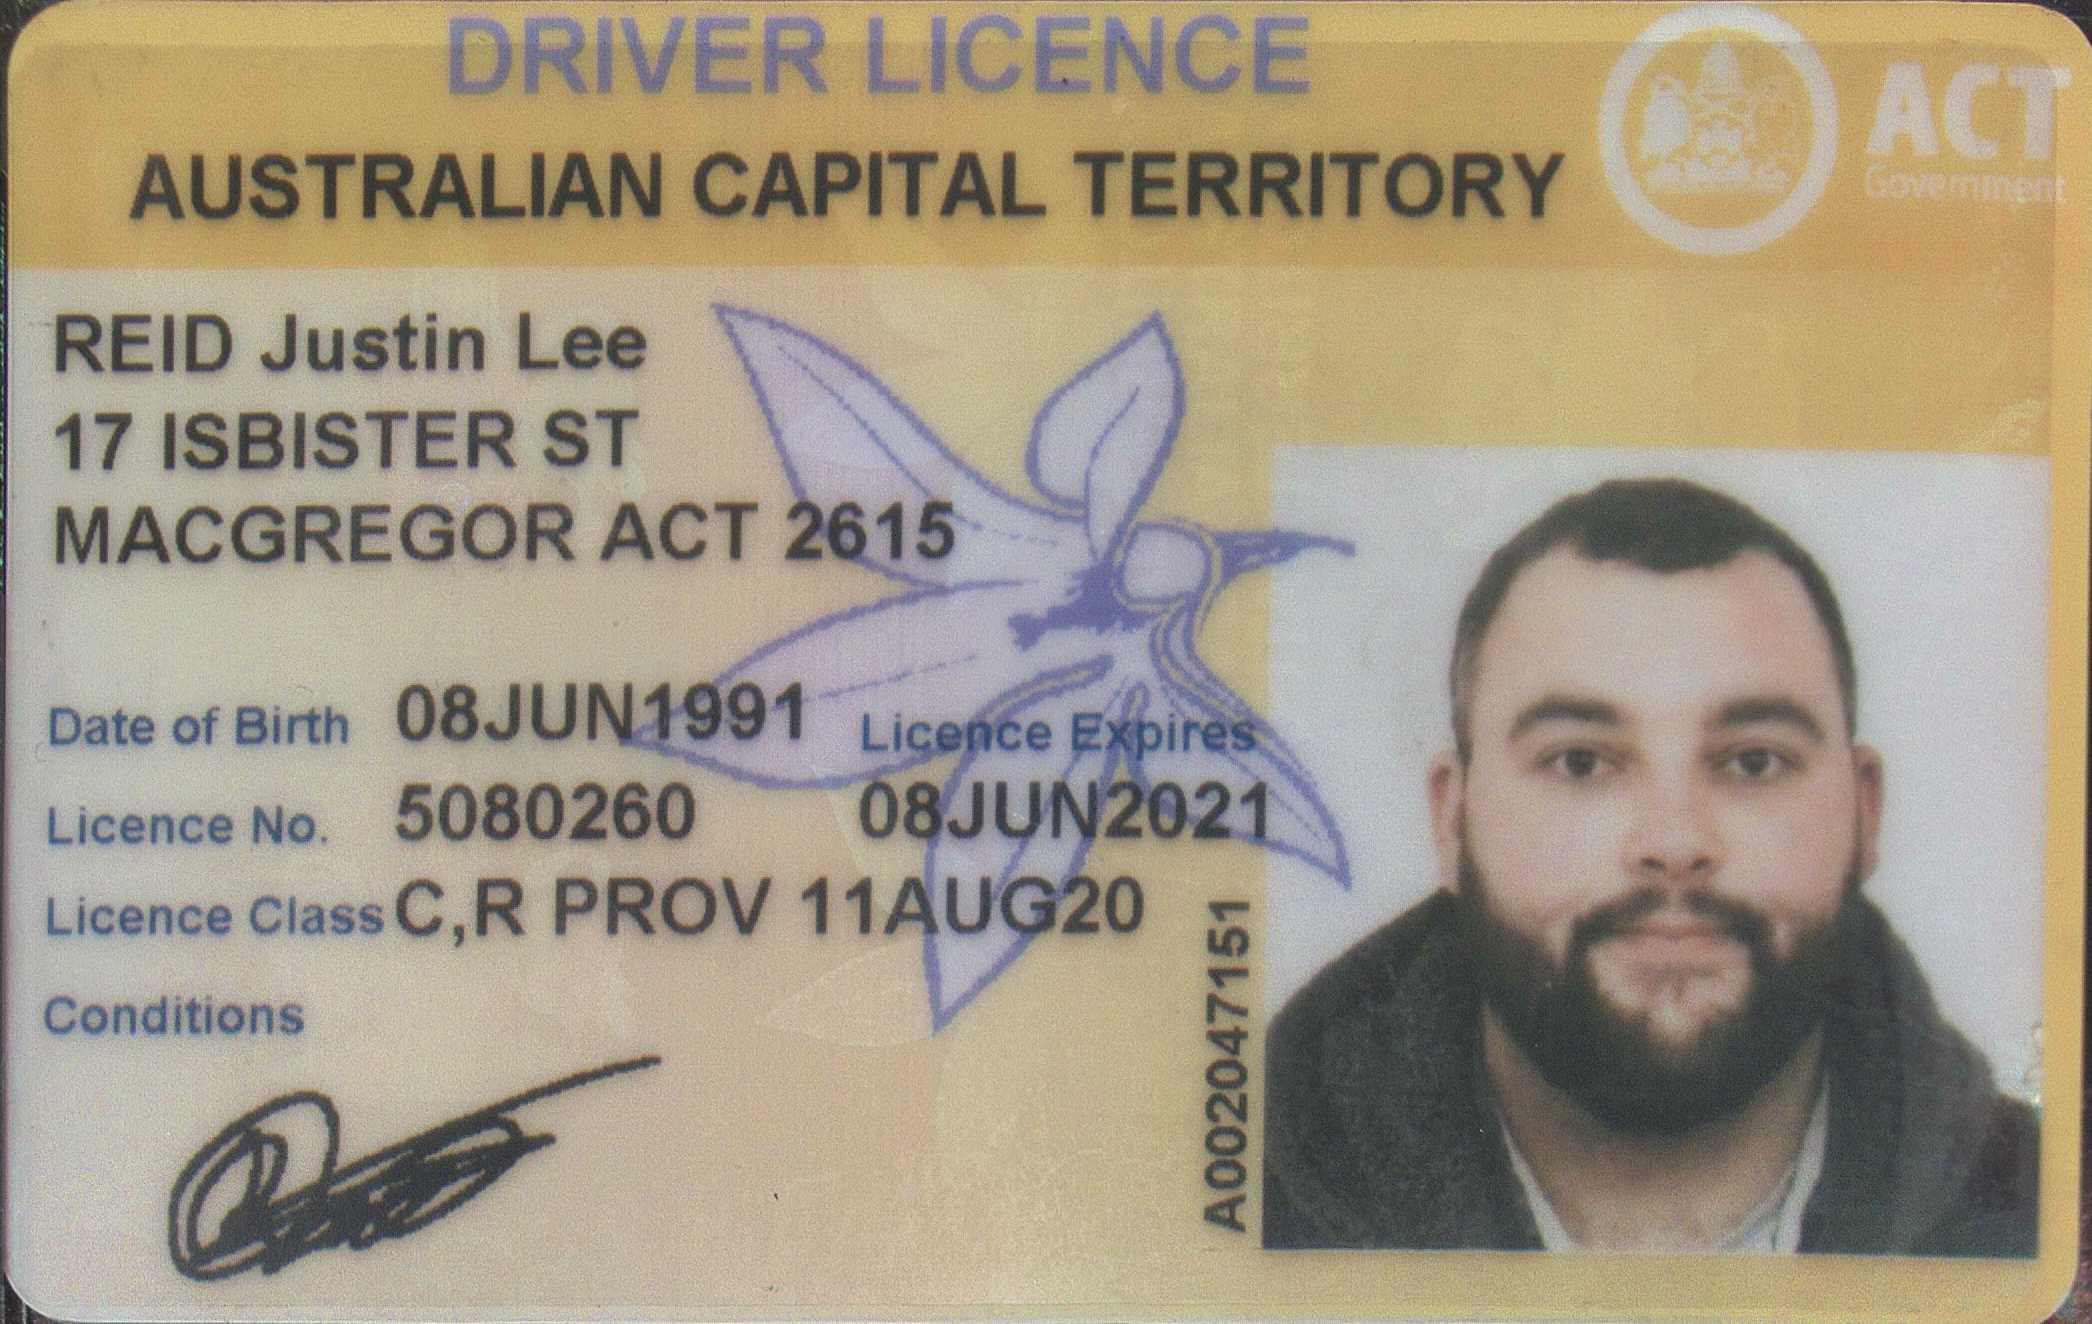 DRIVER LICENCE
ACT
Government
AUSTRALIAN CAPITAL TERRITORY
REID Justin Lee
17 ISBISTER ST
MACGREGOR ACT 2615
Date of Birth 08JUN1991 Licence Expires
Licence No. 5080260 08JUN2021
Licence Class C,R PROV 11AUG20
Conditions
A002047151